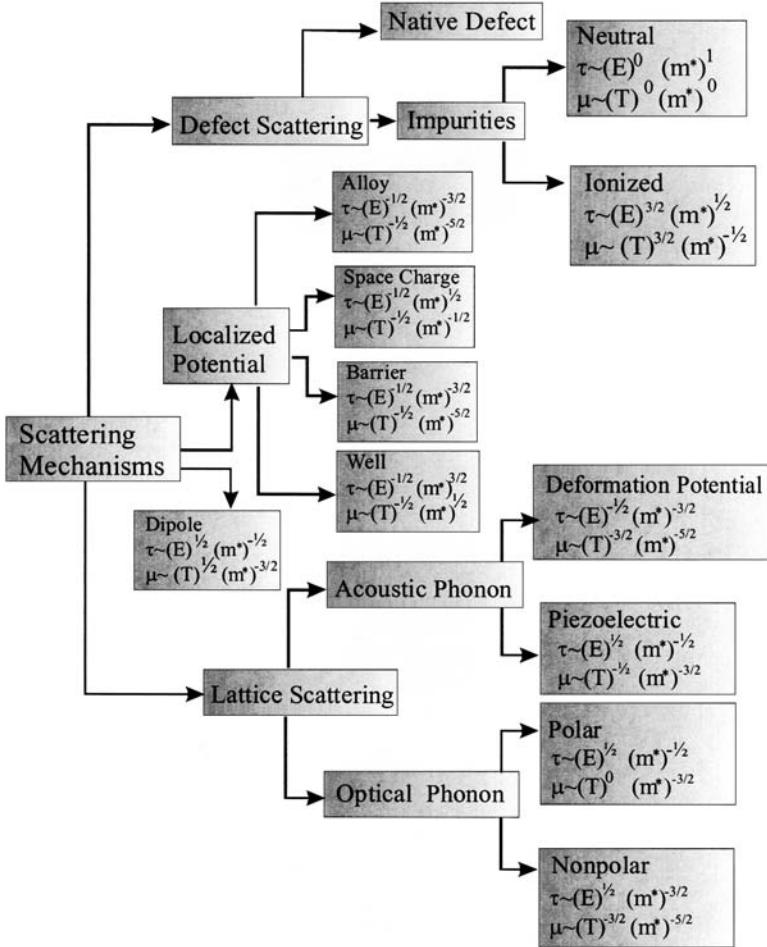 Native Defect
Neutral
τ~(E)⁰ (m*)¹
μ~(T)⁰ (m*)⁰
Defect Scattering
Impurities
Ionized
τ~(E)^3/2 (m*)^½
μ~ (T)^3/2 (m*)^-½
Alloy
τ~(E)^-1/2 (m*)^-3/2
μ~(T)^-½ (m*)^-5/2
Space Charge
τ~(E)^-1/2 (m*)^½
μ~(T)^-½ (m*)^-1/2
Localized
Potential
Barrier
τ~(E)^-1/2 (m*)^-3/2
μ~(T)^-½ (m*)^-5/2
Scattering
Mechanisms
Well
τ~(E)^-1/2 (m*)^3/2
μ~(T)^-½ (m*)^½
Dipole
τ~(E)^½ (m*)^-½
μ~ (T)^½ (m*)^-3/2
Deformation Potential
τ~(E)^-½ (m*)^-3/2
μ~(T)^-3/2 (m*)^-5/2
Acoustic Phonon
Piezoelectric
τ~(E)^½ (m*)^-½
μ~(T)^-½ (m*)^-3/2
Lattice Scattering
Polar
τ~(E)^½ (m*)^-½
μ~(T)⁰ (m*)^-3/2
Optical Phonon
Nonpolar
τ~(E)^½ (m*)^-3/2
μ~(T)^-3/2 (m*)^-5/2